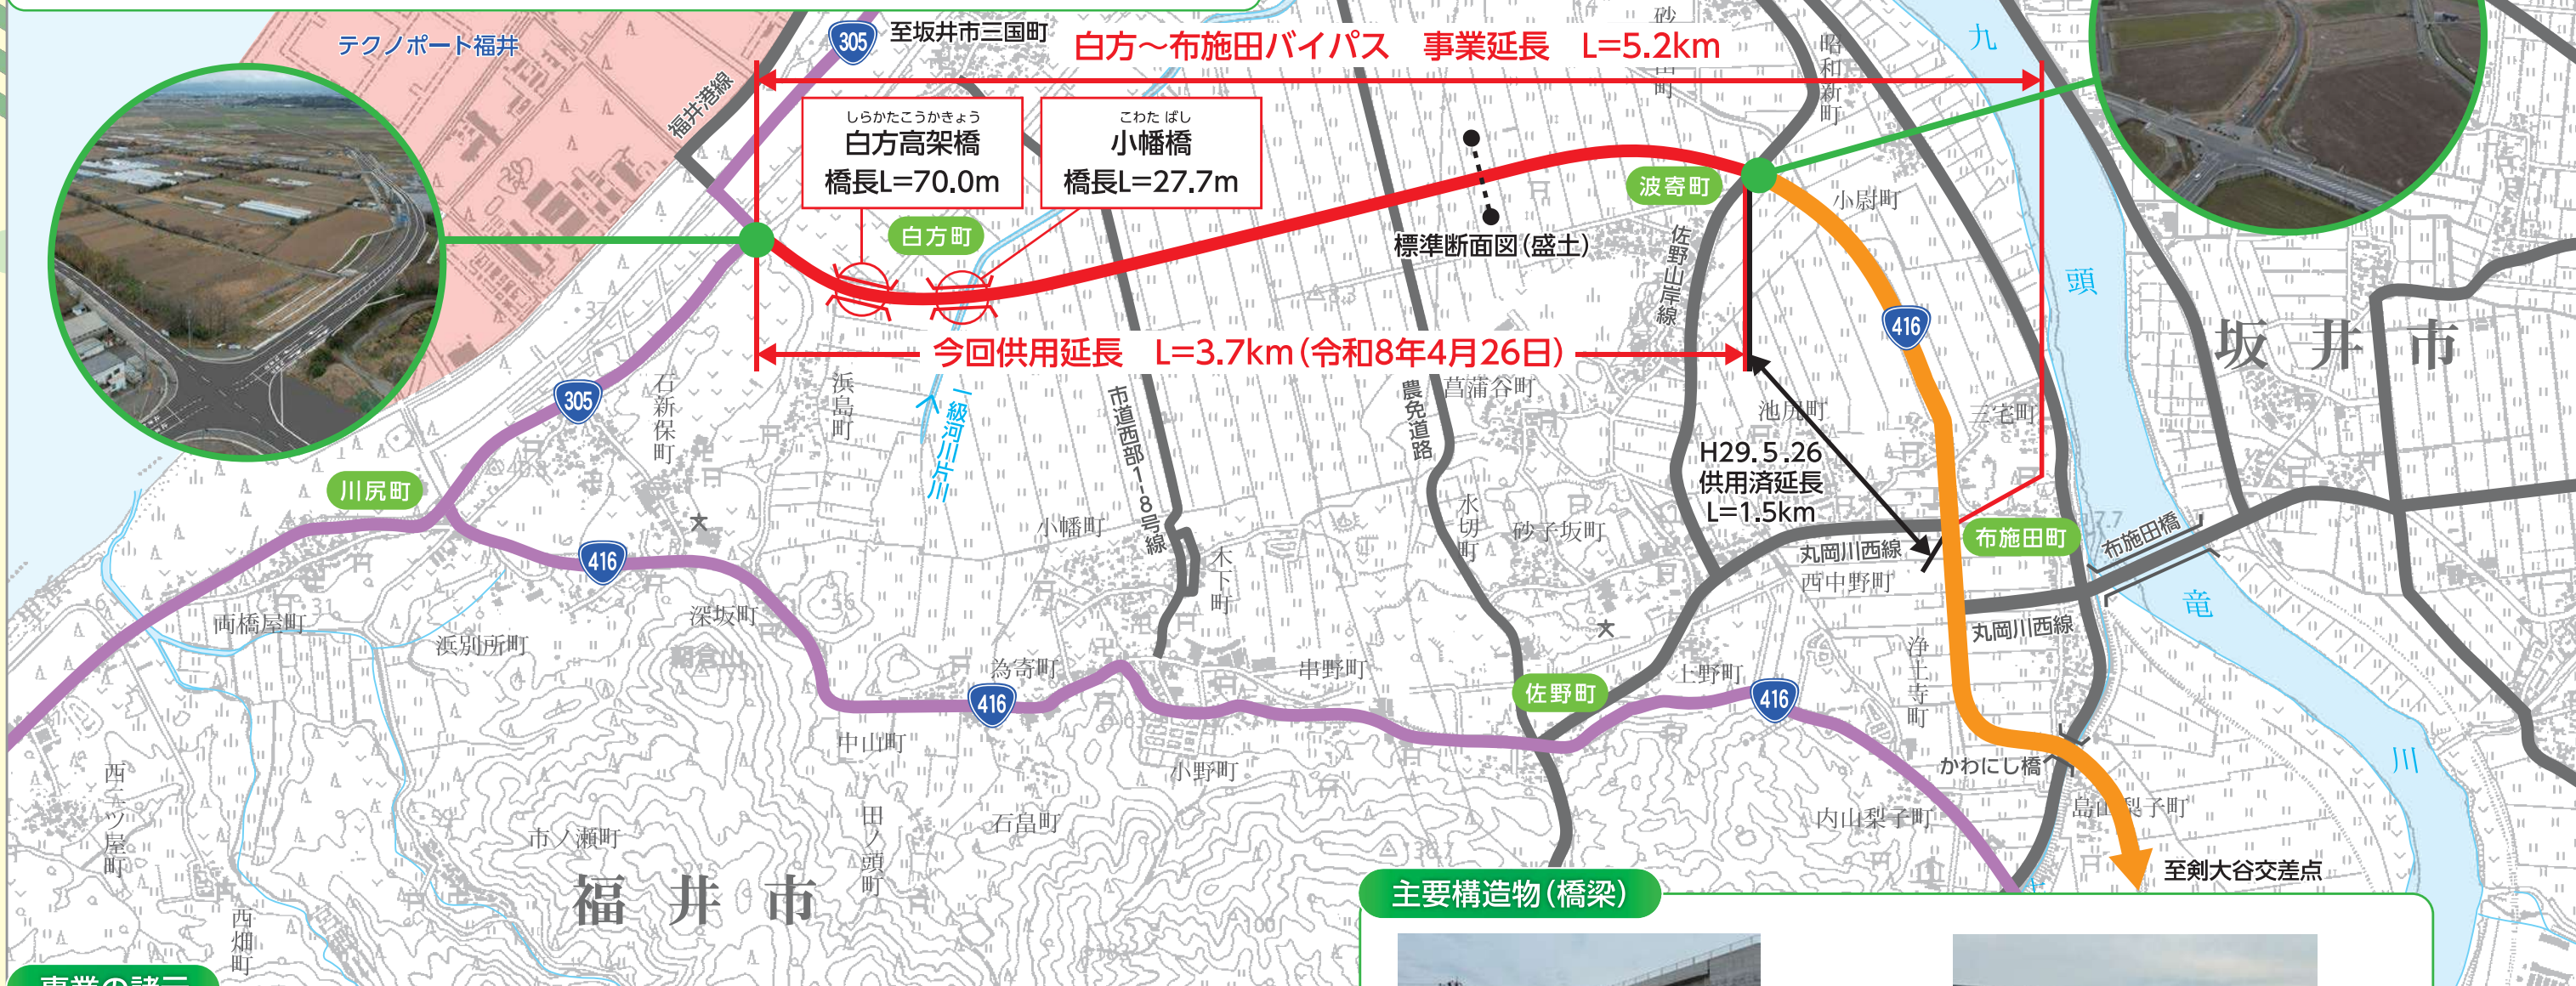 テクノポート福井
福井港線
305
至坂井市三国町
白方〜布施田バイパス 事業延長 L=5.2km
しらかたこうかきょう
白方高架橋
橋長L=70.0m
こわた ばし
小幡橋
橋長L=27.7m
白方町
波寄町
標準断面図(盛土)
昭和新町
小尉町
佐野山岸線
九
頭
竜
川
416
坂井市
今回供用延長 L=3.7km(令和8年4月26日)
305
石新保町
浜島町
一級河川片川
市道西部1-8号線
農免道路
菖蒲谷町
池尻町
三宅町
H29.5.26
供用済延長
L=1.5km
川尻町
416
小幡町
木下町
水切町
砂子坂町
丸岡川西線
西中野町
布施田町
布施田橋
丸岡川西線
両橋屋町
浜別所町
深坂町
為寄町
416
串野町
佐野町
上野町
416
浄土寺町
中山町
小野町
かわにし橋
西二ツ屋町
市ノ瀬町
田ノ頭町
石畠町
内山梨子町
島山梨子町
至剣大谷交差点
福井市
西畑町
主要構造物(橋梁)
事業の諸元